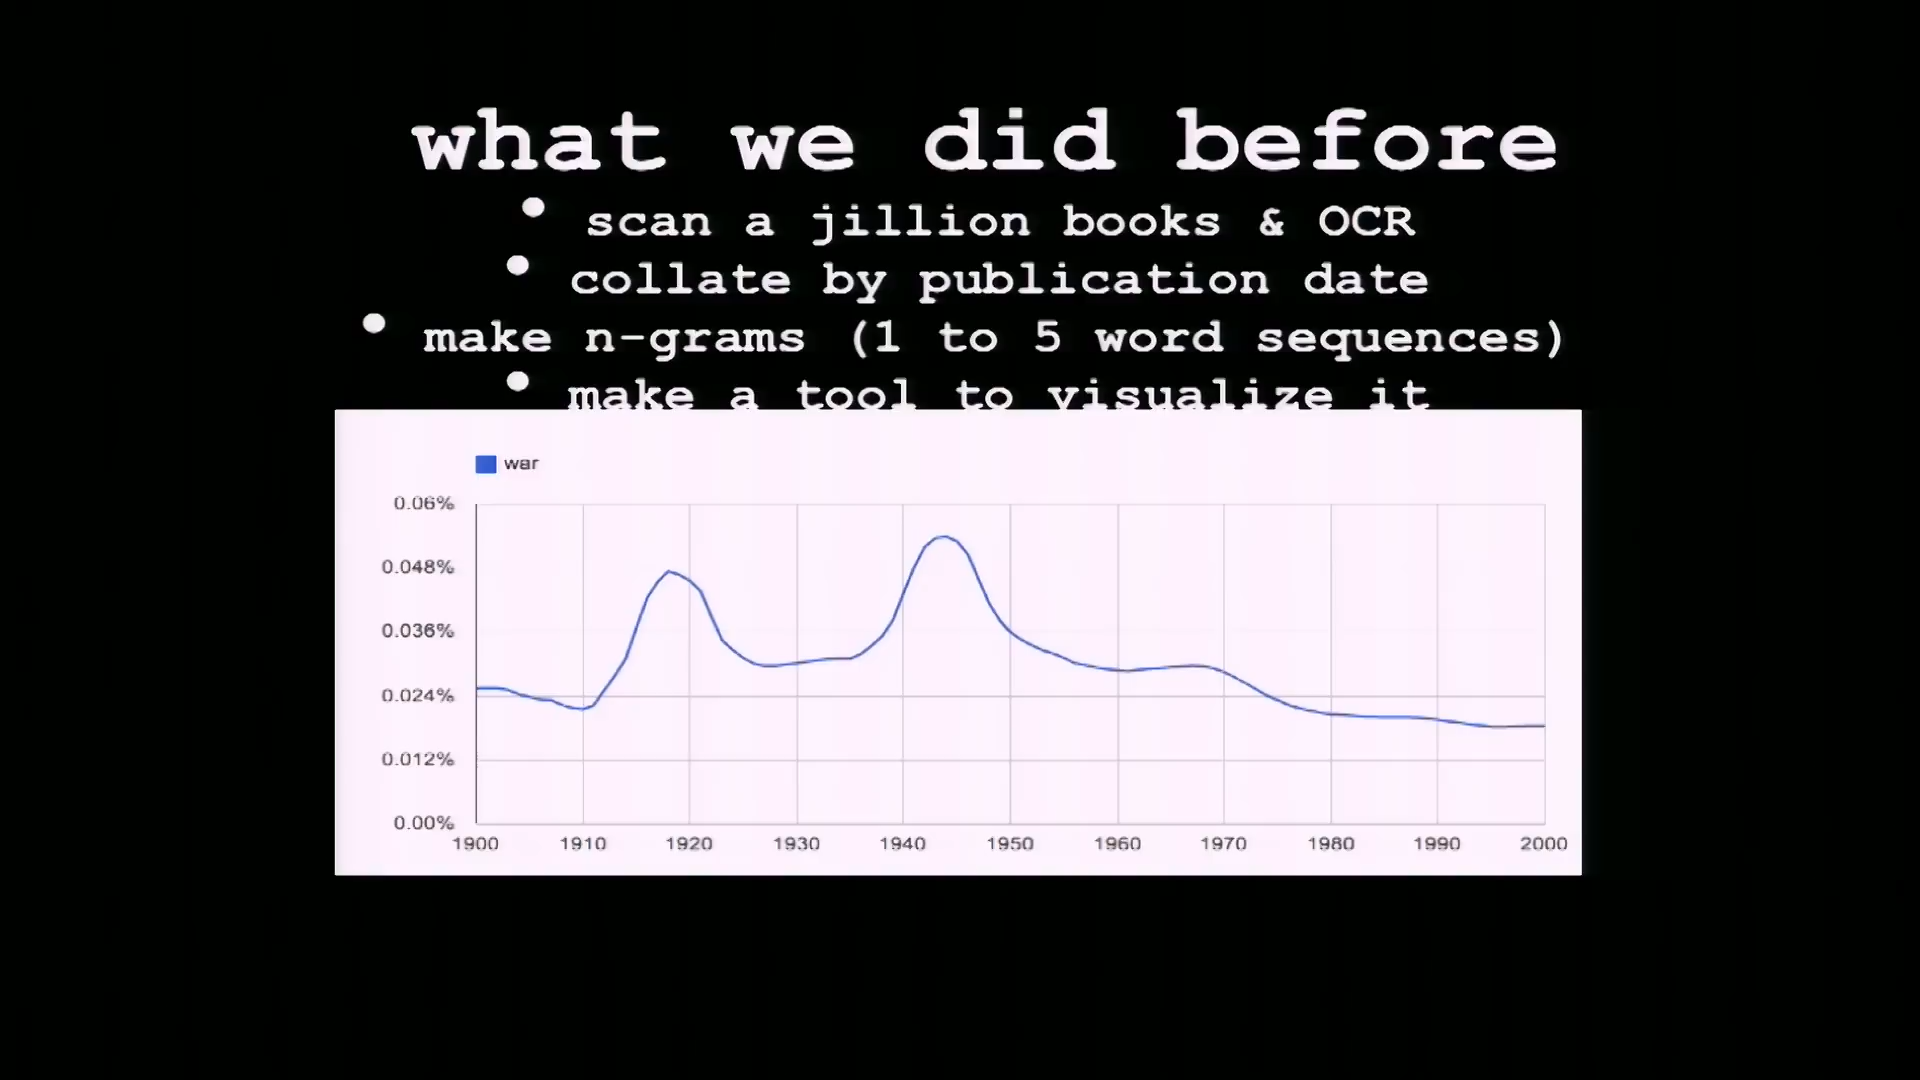 what we did before
• scan a jillion books & OCR
• collate by publication date
• make n-grams (1 to 5 word sequences)
• make a tool to visualize it
war
0.06%
0.048%
0.036%
0.024%
0.012%
0.00%
1900 1910 1920 1930 1940 1950 1960 1970 1980 1990 2000